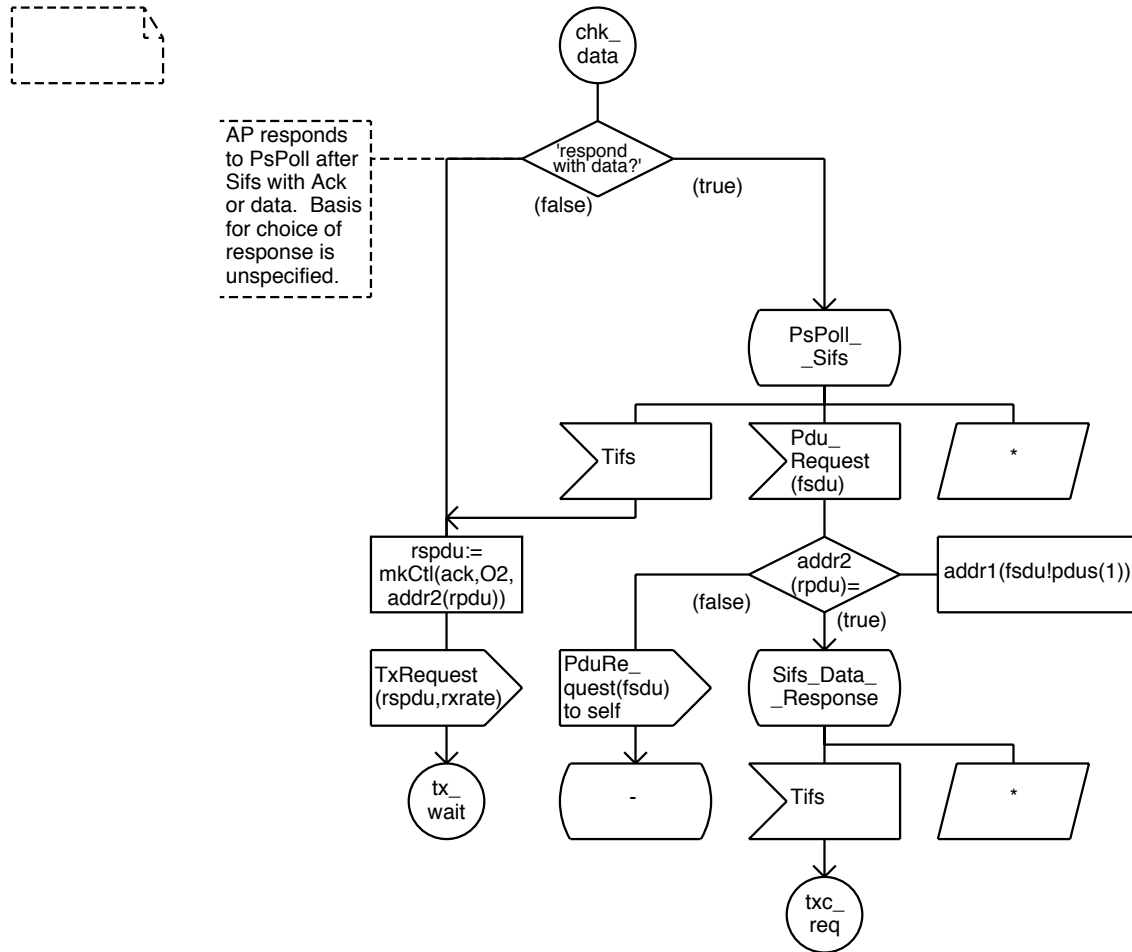 chk_
data
AP responds
to PsPoll after
Sifs with Ack
or data.  Basis
for choice of
response is
unspecified.
'respond
with data?'
(false)
(true)
PsPoll_
_Sifs
Tifs
Pdu_
_Request
(fsdu)
*
rspdu:=
mkCtl(ack,O2,
addr2(rpdu))
addr2
(rpdu)=
addr1(fsdu!pdus(1))
(false)
(true)
TxRequest
(rspdu,rxrate)
PduRe_
_quest(fsdu)
to self
Sifs_Data_
_Response
tx_
wait
-
Tifs
*
txc_
req